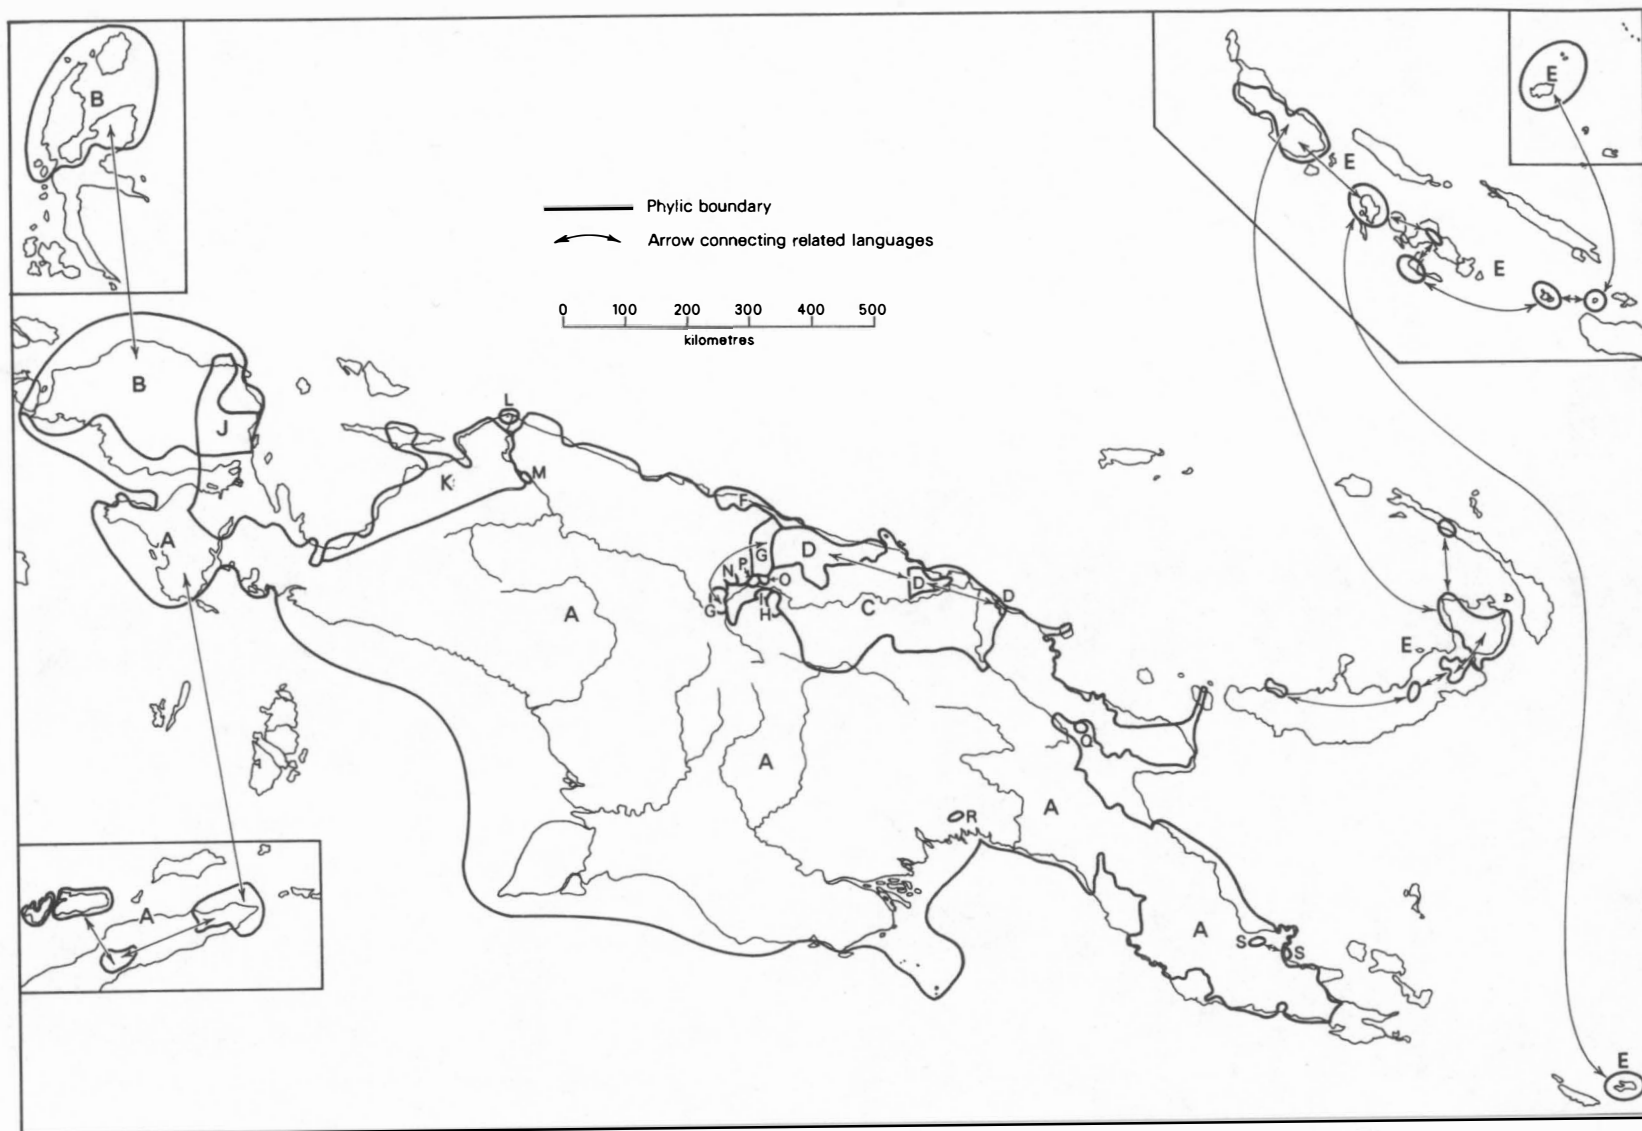 B
E
E
E
Phylic boundary
Arrow connecting related languages
0 100 200 300 400 500
kilometres
B
J
L
K
M
F
A
G
D
N
P
O
D
D
G
I
H
C
A
E
Q
A
A
R
A
A
S
S
E